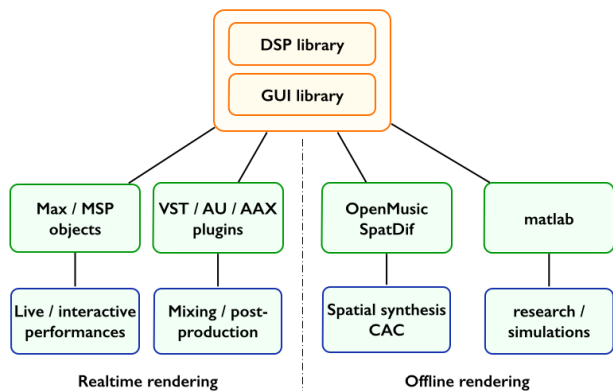 DSP library
GUI library
Max / MSP
objects
VST / AU / AAX
plugins
OpenMusic
SpatDif
matlab
Live / interactive
performances
Mixing / post-
production
Spatial synthesis
CAC
research /
simulations
Realtime rendering
Offline rendering